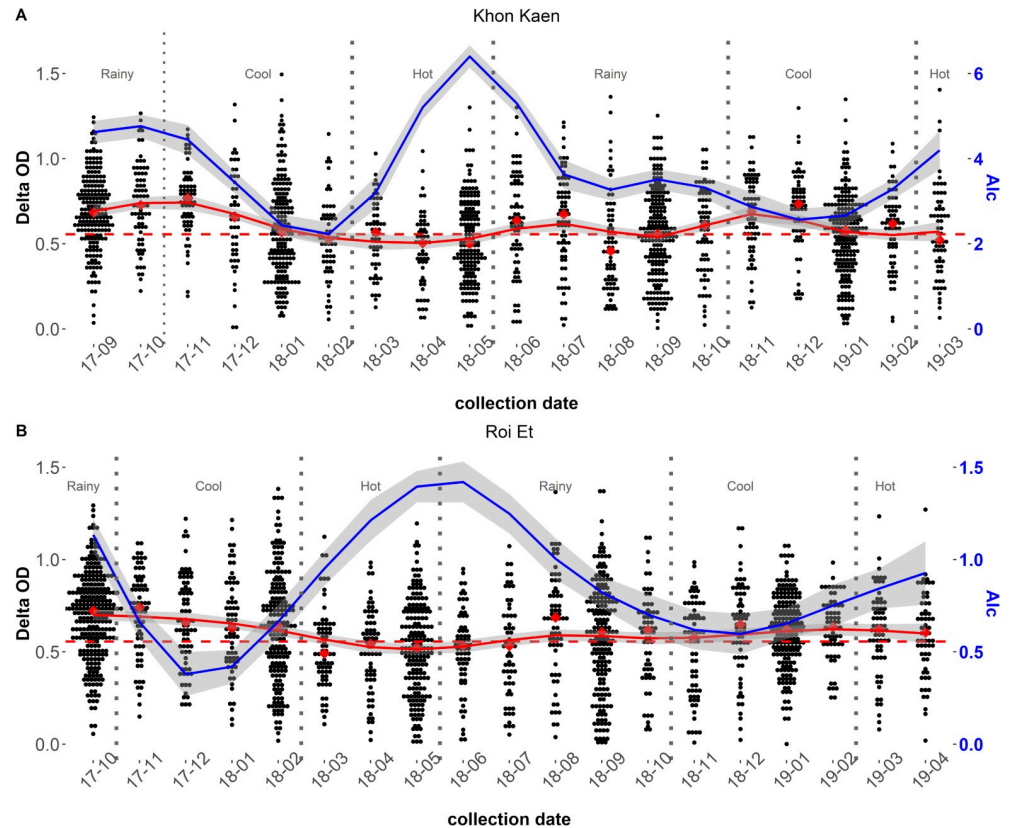 A
Khon Kaen
Rainy Cool Hot Rainy Cool Hot
1.5
1.0
0.5
0.0
Delta OD
6
4
2
0
Alc
17-09 17-10 17-11 17-12 18-01 18-02 18-03 18-04 18-05 18-06 18-07 18-08 18-09 18-10 18-11 18-12 19-01 19-02 19-03
collection date
B
Roi Et
Rainy Cool Hot Rainy Cool Hot
1.5
1.0
0.5
0.0
Delta OD
1.5
1.0
0.5
0.0
Alc
17-10 17-11 17-12 18-01 18-02 18-03 18-04 18-05 18-06 18-07 18-08 18-09 18-10 18-11 18-12 19-01 19-02 19-03 19-04
collection date